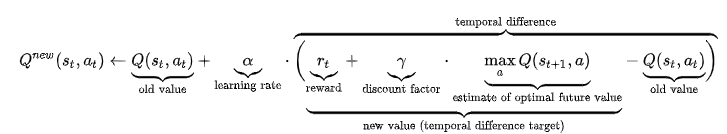 temporal difference
Q^{new}(s_t, a_t) ← Q(s_t, a_t) + α · ( r_t + γ · max_a Q(s_{t+1}, a) − Q(s_t, a_t) )
old value learning rate reward discount factor estimate of optimal future value old value
new value (temporal difference target)